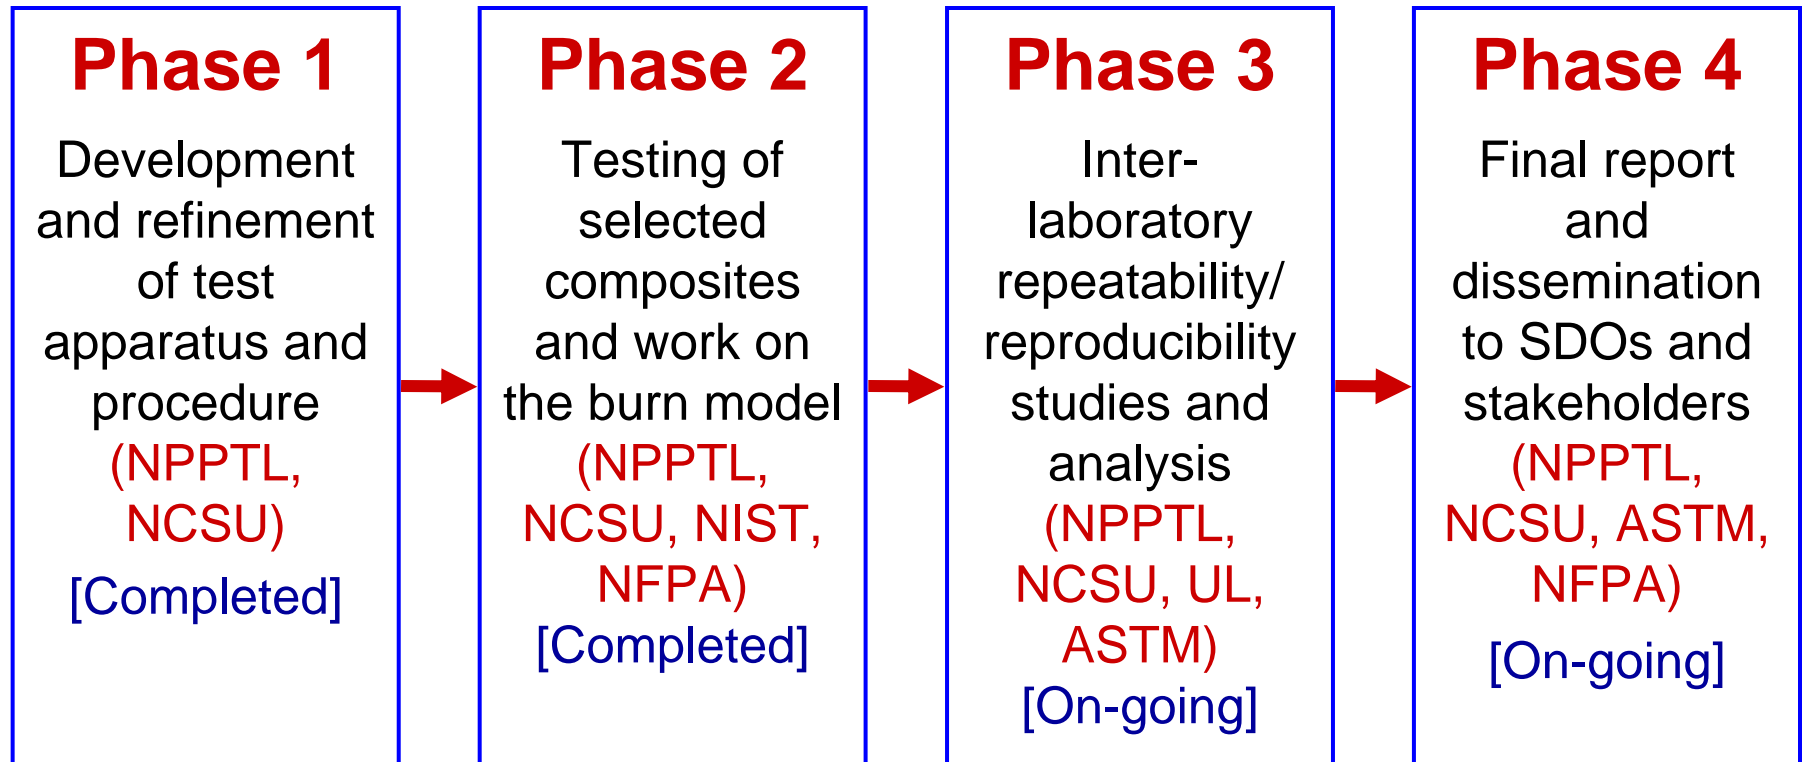 Phase 1
Development
and refinement
of test
apparatus and
procedure
(NPPTL,
NCSU)
[Completed]
Phase 2
Testing of
selected
composites
and work on
the burn model
(NPPTL,
NCSU, NIST,
NFPA)
[Completed]
Phase 3
Inter-
laboratory
repeatability/
reproducibility
studies and
analysis
(NPPTL,
NCSU, UL,
ASTM)
[On-going]
Phase 4
Final report
and
dissemination
to SDOs and
stakeholders
(NPPTL,
NCSU, ASTM,
NFPA)
[On-going]